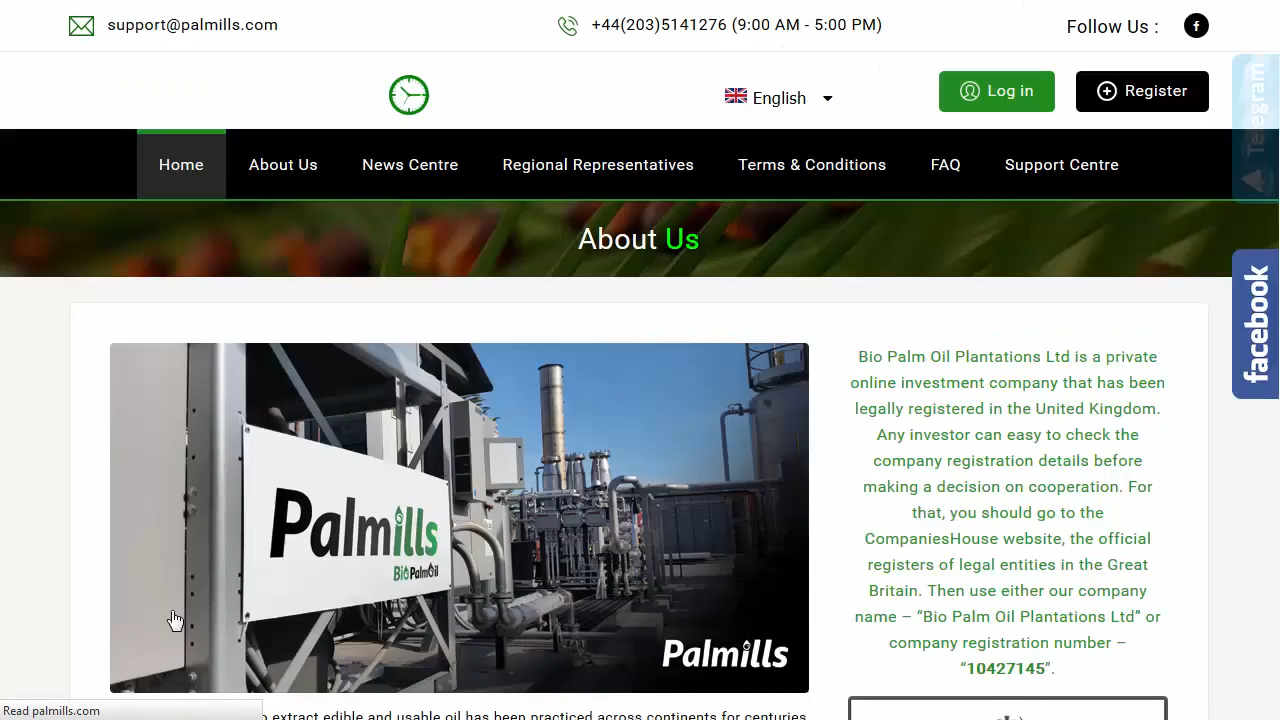 support@palmills.com
+44(203)5141276 (9:00 AM - 5:00 PM)
Follow Us :
English
Log in
Register
Telegram
Home
About Us
News Centre
Regional Representatives
Terms & Conditions
FAQ
Support Centre
About Us
facebook
Palmills
BioPalmOil
Palmills
Bio Palm Oil Plantations Ltd is a private
online investment company that has been
legally registered in the United Kingdom.
Any investor can easy to check the
company registration details before
making a decision on cooperation. For
that, you should go to the
CompaniesHouse website, the official
registers of legal entities in the Great
Britain. Then use either our company
name – “Bio Palm Oil Plantations Ltd” or
company registration number –
“10427145”.
extract edible and usable oil has been practiced across continents for centuries
Read palmills.com